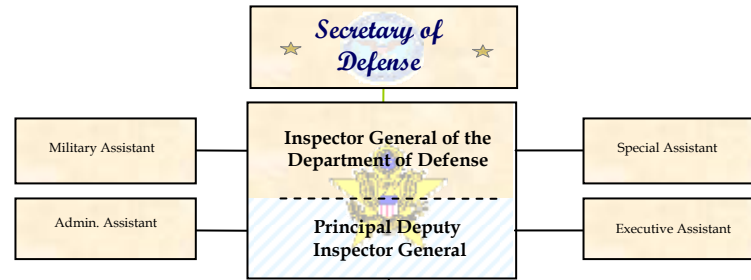 Secretary of
Defense
Military Assistant
Inspector General of the
Department of Defense
Special Assistant
Admin. Assistant
Principal Deputy
Inspector General
Executive Assistant